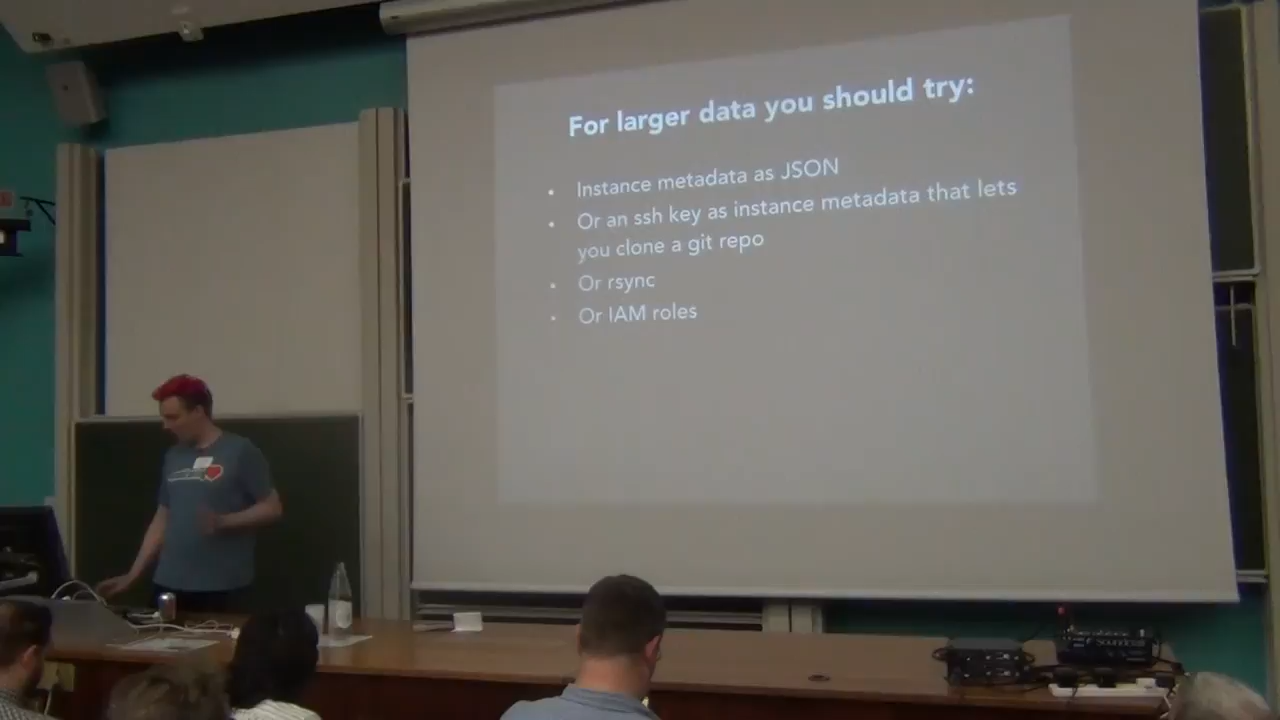 For larger data you should try:
• Instance metadata as JSON
• Or an ssh key as instance metadata that lets
you clone a git repo
• Or rsync
• Or IAM roles